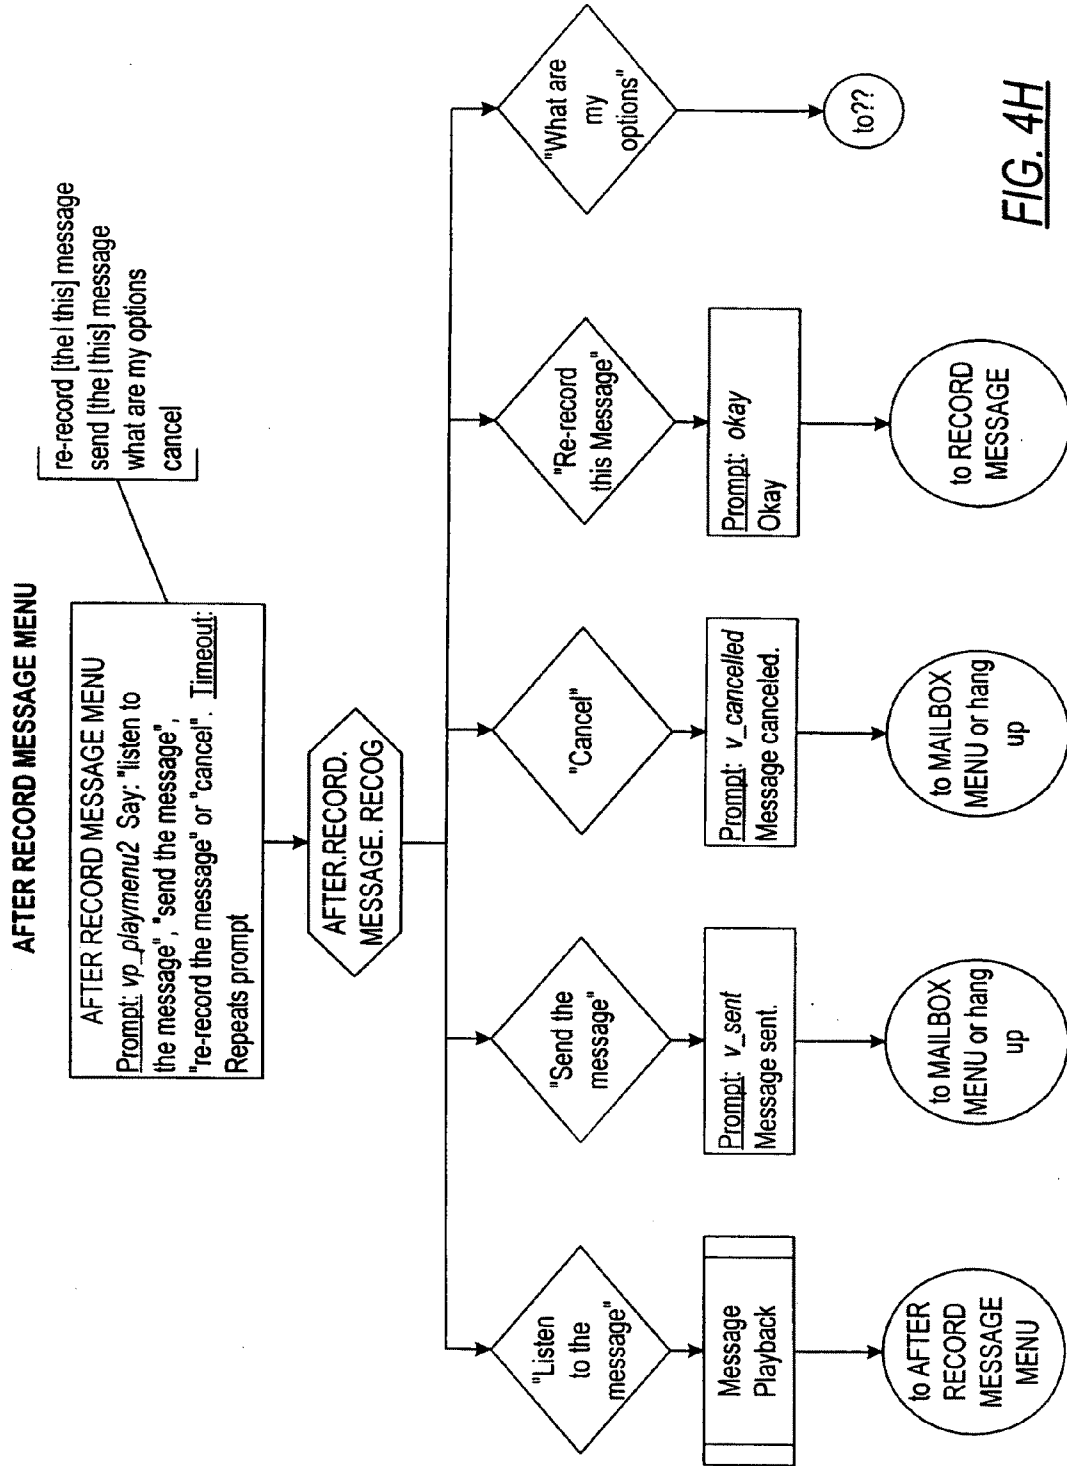 AFTER RECORD MESSAGE MENU
AFTER RECORD MESSAGE MENU
Prompt: vp_playmenu2 Say: "listen to
the message", "send the message",
"re-record the message" or "cancel". Timeout:
Repeats prompt
re-record [the | this] message
send [the | this] message
what are my options
cancel
AFTER.RECORD.
MESSAGE. RECOG
"Listen
to the
message"
"Send the
message"
"Cancel"
"Re-record
this Message"
"What are
my
options"
Message
Playback
Prompt: v_sent
Message sent.
Prompt: v_cancelled
Message canceled.
Prompt: okay
Okay
to??
to AFTER
RECORD
MESSAGE
MENU
to MAILBOX
MENU or hang
up
to MAILBOX
MENU or hang
up
to RECORD
MESSAGE
FIG. 4H